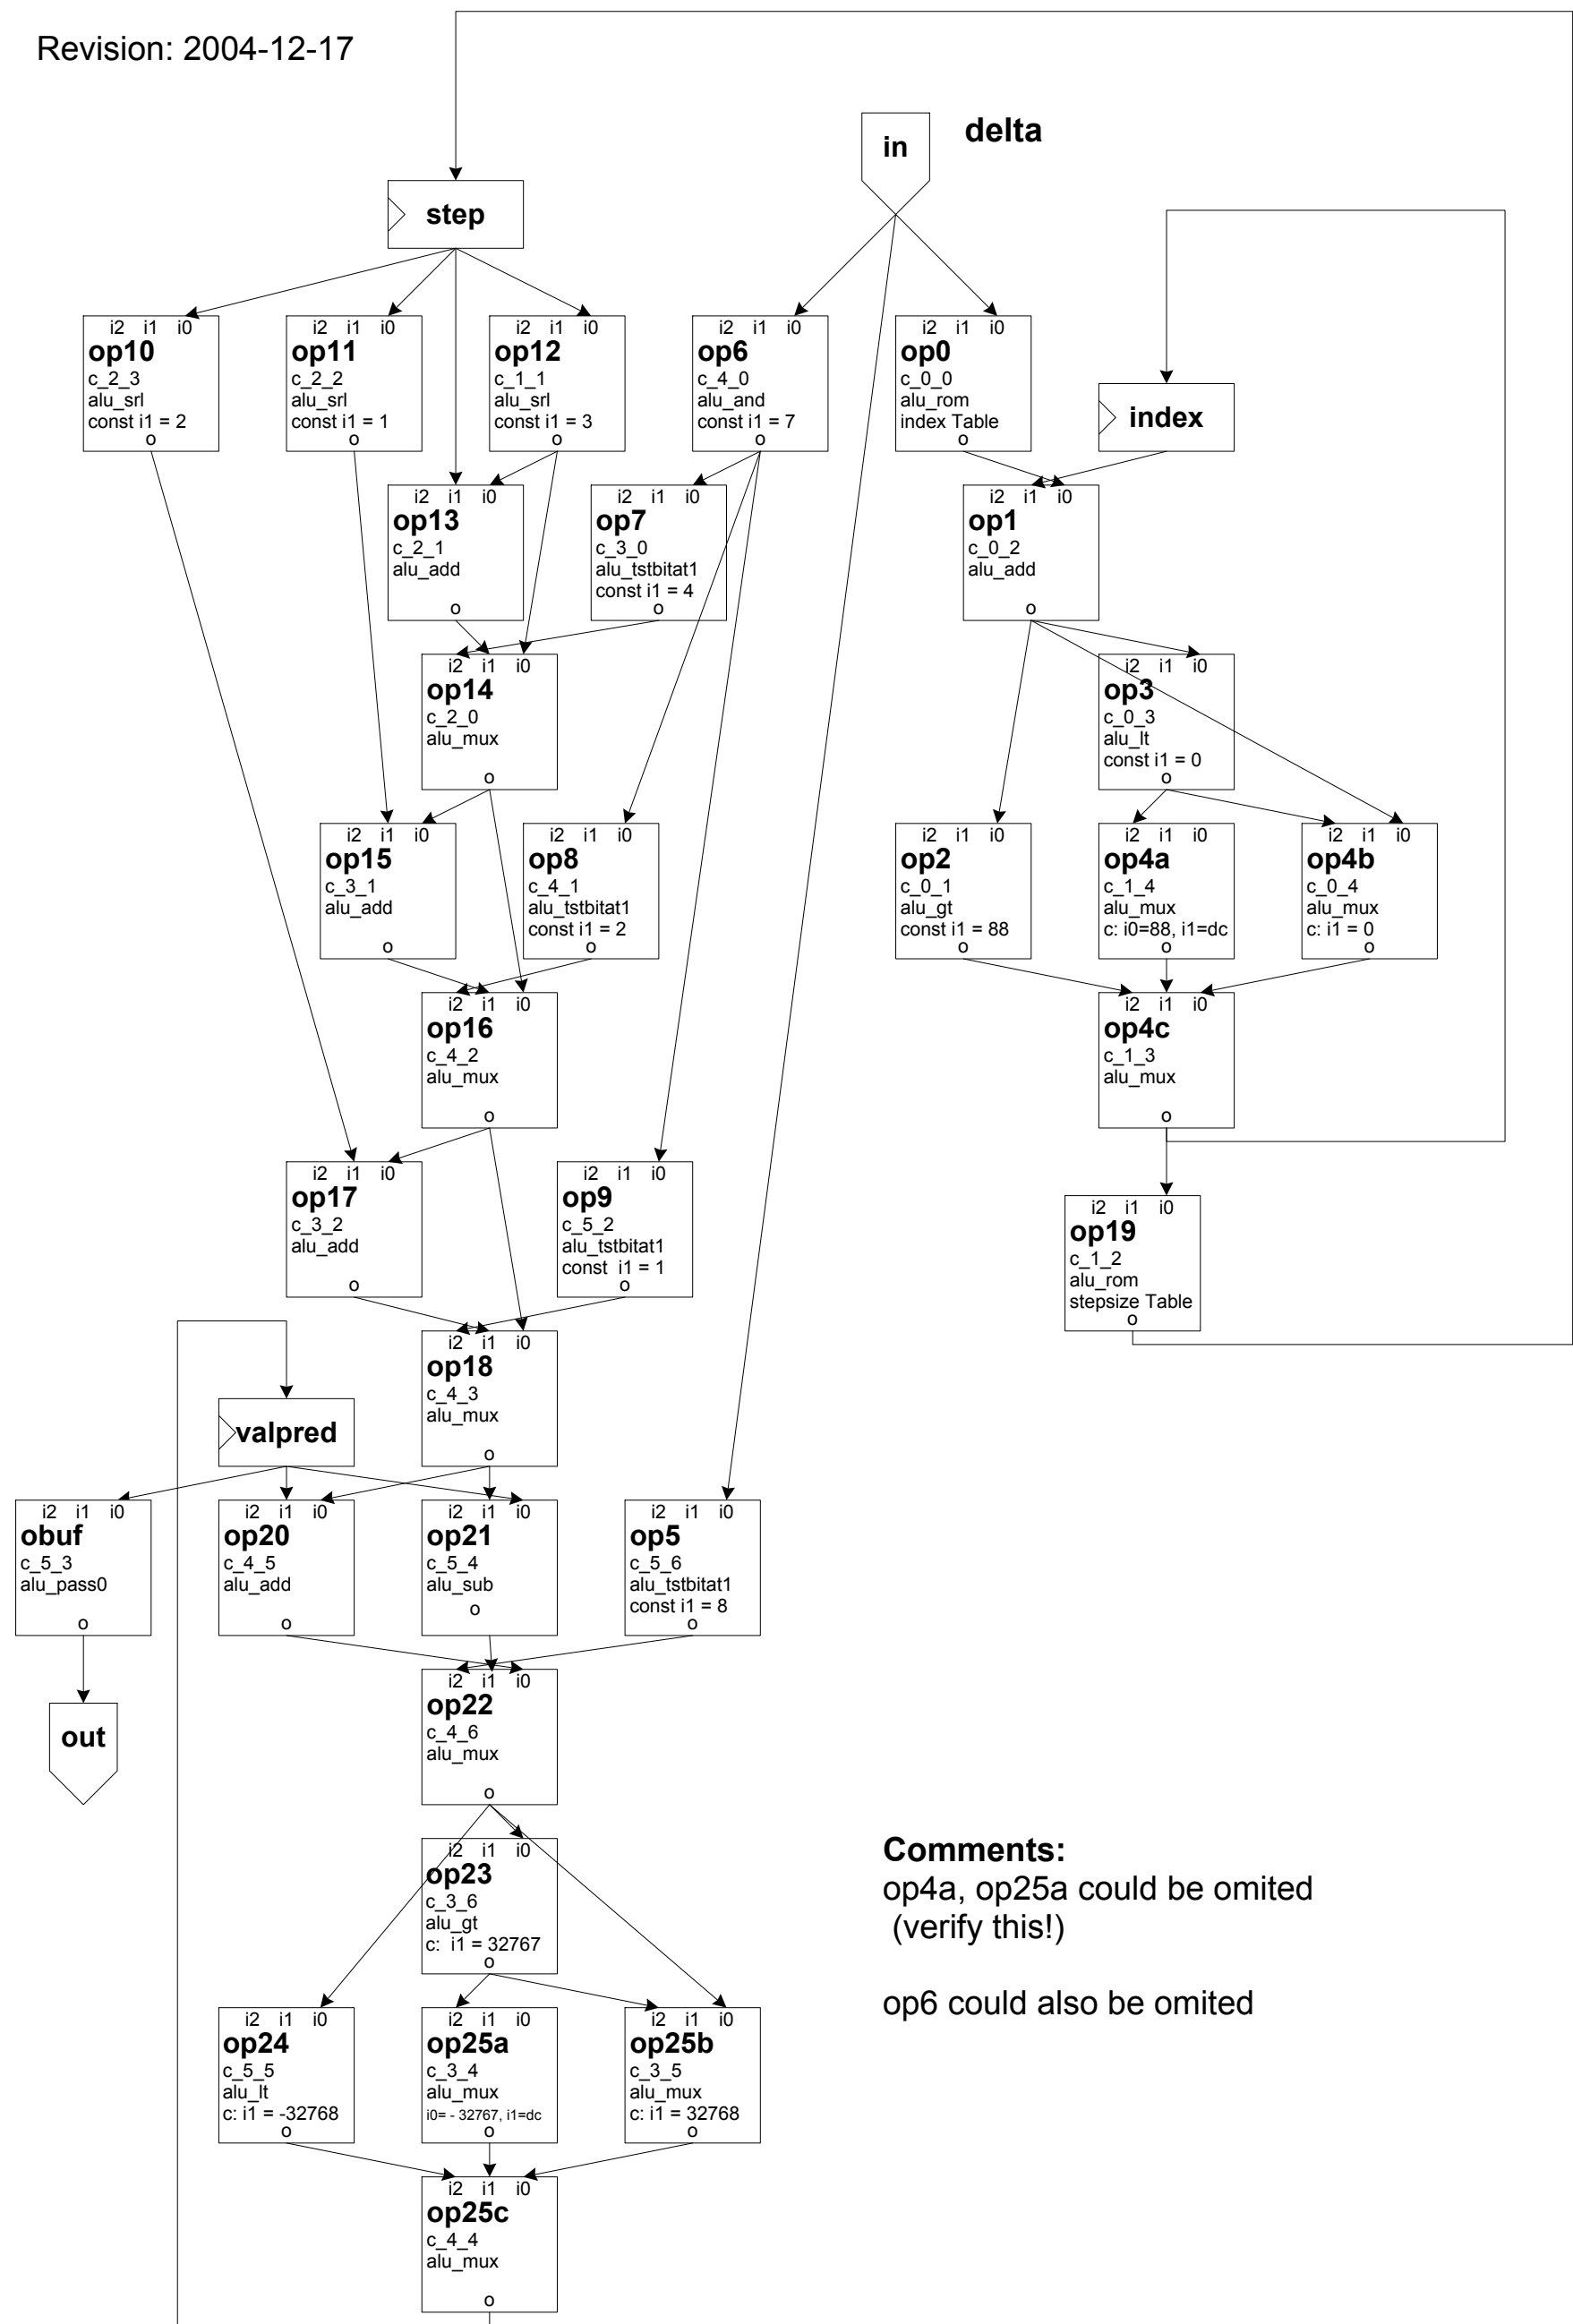 Revision: 2004-12-17
delta
in
step
i2 i1 i0
op10
c_2_3
alu_srl
const i1 = 2
o
i2 i1 i0
op11
c_2_2
alu_srl
const i1 = 1
o
i2 i1 i0
op12
c_1_1
alu_srl
const i1 = 3
o
i2 i1 i0
op6
c_4_0
alu_and
const i1 = 7
o
i2 i1 i0
op0
c_0_0
alu_rom
index Table
o
index
i2 i1 i0
op13
c_2_1
alu_add
o
i2 i1 i0
op7
c_3_0
alu_tstbitat1
const i1 = 4
o
i2 i1 i0
op1
c_0_2
alu_add
o
i2 i1 i0
op14
c_2_0
alu_mux
o
i2 i1 i0
op3
c_0_3
alu_lt
const i1 = 0
o
i2 i1 i0
op15
c_3_1
alu_add
o
i2 i1 i0
op8
c_4_1
alu_tstbitat1
const i1 = 2
o
i2 i1 i0
op2
c_0_1
alu_gt
const i1 = 88
o
i2 i1 i0
op4a
c_1_4
alu_mux
c: i0=88, i1=dc
o
i2 i1 i0
op4b
c_0_4
alu_mux
c: i1 = 0
o
i2 i1 i0
op16
c_4_2
alu_mux
o
i2 i1 i0
op4c
c_1_3
alu_mux
o
i2 i1 i0
op17
c_3_2
alu_add
o
i2 i1 i0
op9
c_5_2
alu_tstbitat1
const i1 = 1
o
i2 i1 i0
op19
c_1_2
alu_rom
stepsize Table
o
i2 i1 i0
op18
c_4_3
alu_mux
o
valpred
i2 i1 i0
obuf
c_5_3
alu_pass0
o
i2 i1 i0
op20
c_4_5
alu_add
o
i2 i1 i0
op21
c_5_4
alu_sub
o
i2 i1 i0
op5
c_5_6
alu_tstbitat1
const i1 = 8
o
out
i2 i1 i0
op22
c_4_6
alu_mux
o
i2 i1 i0
op23
c_3_6
alu_gt
c: i1 = 32767
o
Comments:
op4a, op25a could be omited
(verify this!)
op6 could also be omited
i2 i1 i0
op24
c_5_5
alu_lt
c: i1 = -32768
o
i2 i1 i0
op25a
c_3_4
alu_mux
i0= - 32767, i1=dc
o
i2 i1 i0
op25b
c_3_5
alu_mux
c: i1 = 32768
o
i2 i1 i0
op25c
c_4_4
alu_mux
o